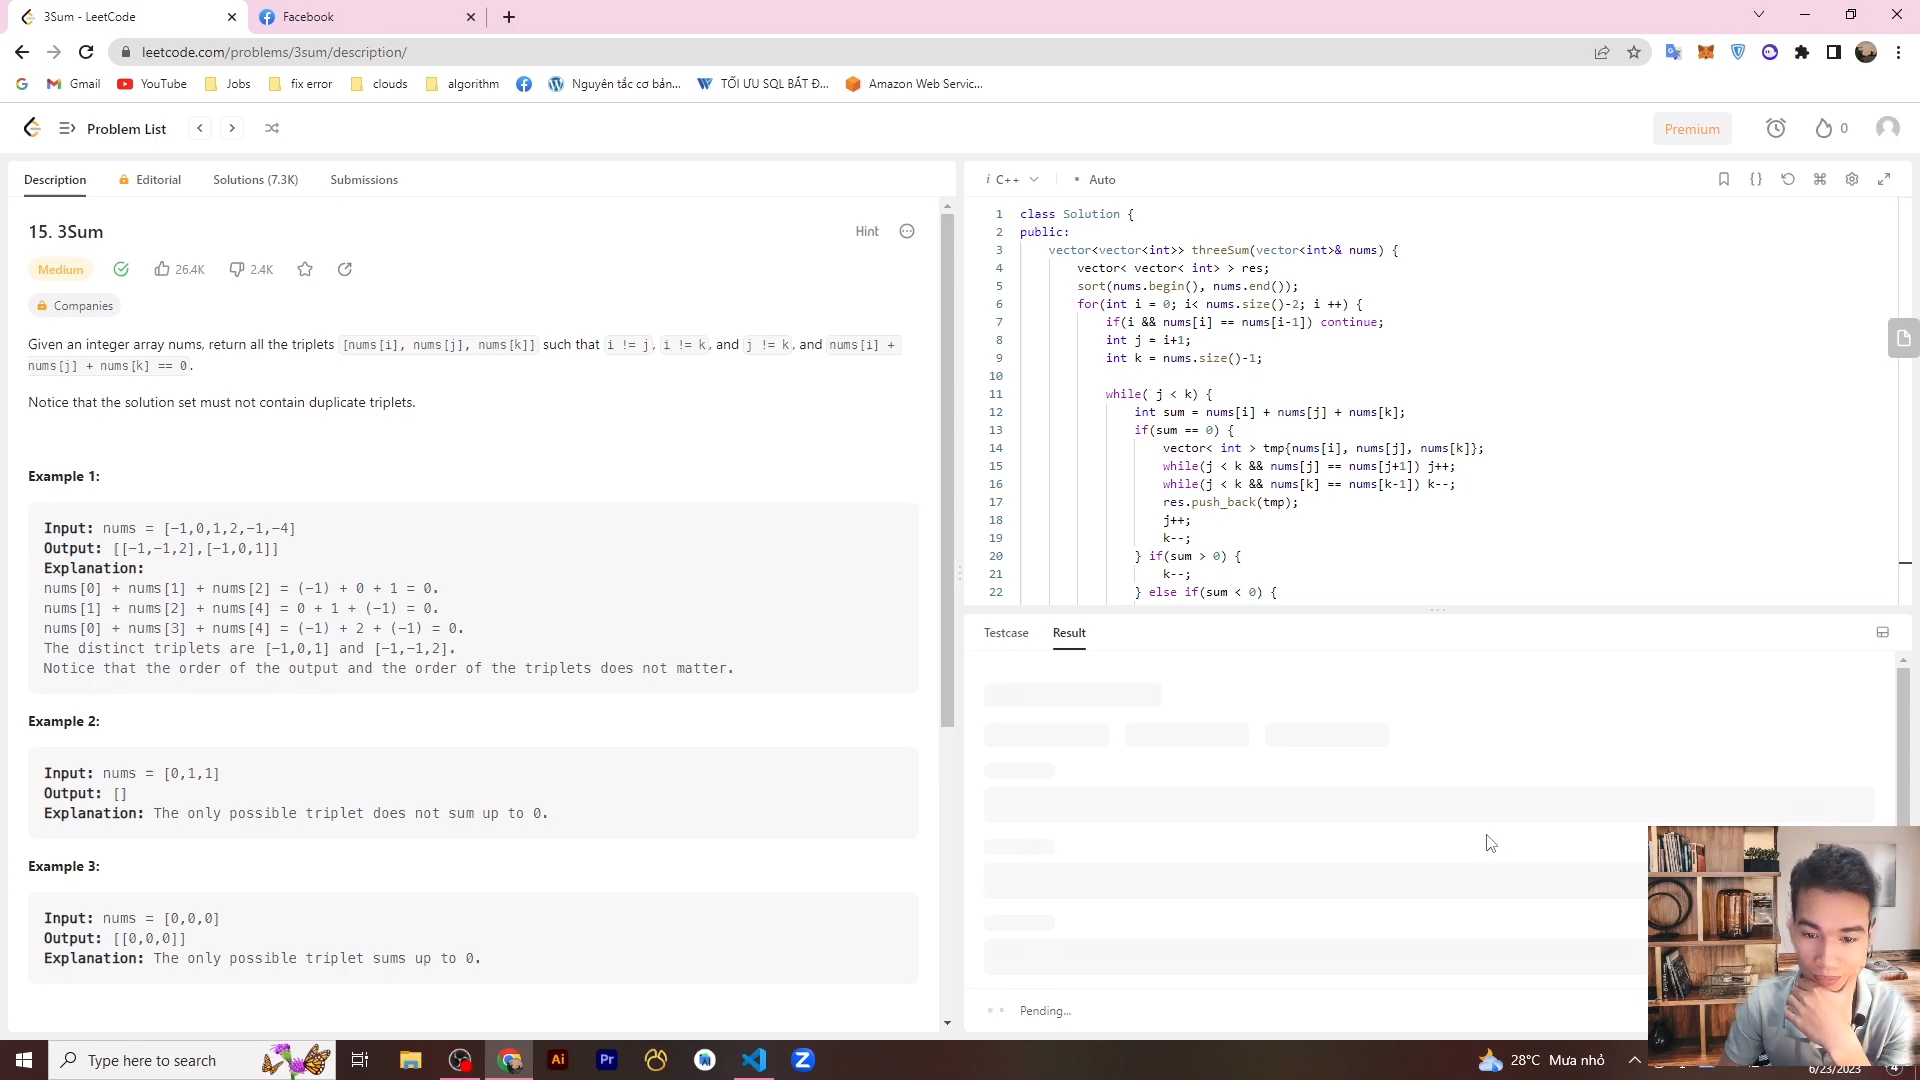 3Sum - LeetCode
Facebook
leetcode.com/problems/3sum/description/
G Gmail YouTube Jobs fix error clouds algorithm Nguyên tắc cơ bản... TỐI ƯU SQL BẤT Đ... Amazon Web Servic...
Problem List
Premium
0
Description Editorial Solutions (7.3K) Submissions
15. 3Sum
Hint
Medium 26.4K 2.4K
Companies
Given an integer array nums, return all the triplets [nums[i], nums[j], nums[k]] such that i != j, i != k, and j != k, and nums[i] +
nums[j] + nums[k] == 0.
Notice that the solution set must not contain duplicate triplets.
Example 1:
Input: nums = [-1,0,1,2,-1,-4]
Output: [[-1,-1,2],[-1,0,1]]
Explanation:
nums[0] + nums[1] + nums[2] = (-1) + 0 + 1 = 0.
nums[1] + nums[2] + nums[4] = 0 + 1 + (-1) = 0.
nums[0] + nums[3] + nums[4] = (-1) + 2 + (-1) = 0.
The distinct triplets are [-1,0,1] and [-1,-1,2].
Notice that the order of the output and the order of the triplets does not matter.
Example 2:
Input: nums = [0,1,1]
Output: []
Explanation: The only possible triplet does not sum up to 0.
Example 3:
Input: nums = [0,0,0]
Output: [[0,0,0]]
Explanation: The only possible triplet sums up to 0.
i C++ • Auto
1 class Solution {
2 public:
3 vector<vector<int>> threeSum(vector<int>& nums) {
4 vector< vector< int> > res;
5 sort(nums.begin(), nums.end());
6 for(int i = 0; i< nums.size()-2; i ++) {
7 if(i && nums[i] == nums[i-1]) continue;
8 int j = i+1;
9 int k = nums.size()-1;
10
11 while( j < k) {
12 int sum = nums[i] + nums[j] + nums[k];
13 if(sum == 0) {
14 vector< int > tmp{nums[i], nums[j], nums[k]};
15 while(j < k && nums[j] == nums[j+1]) j++;
16 while(j < k && nums[k] == nums[k-1]) k--;
17 res.push_back(tmp);
18 j++;
19 k--;
20 } if(sum > 0) {
21 k--;
22 } else if(sum < 0) {
Testcase Result
Pending...
Type here to search
Ai
Pr
28°C Mưa nhỏ
6/23/2023
4